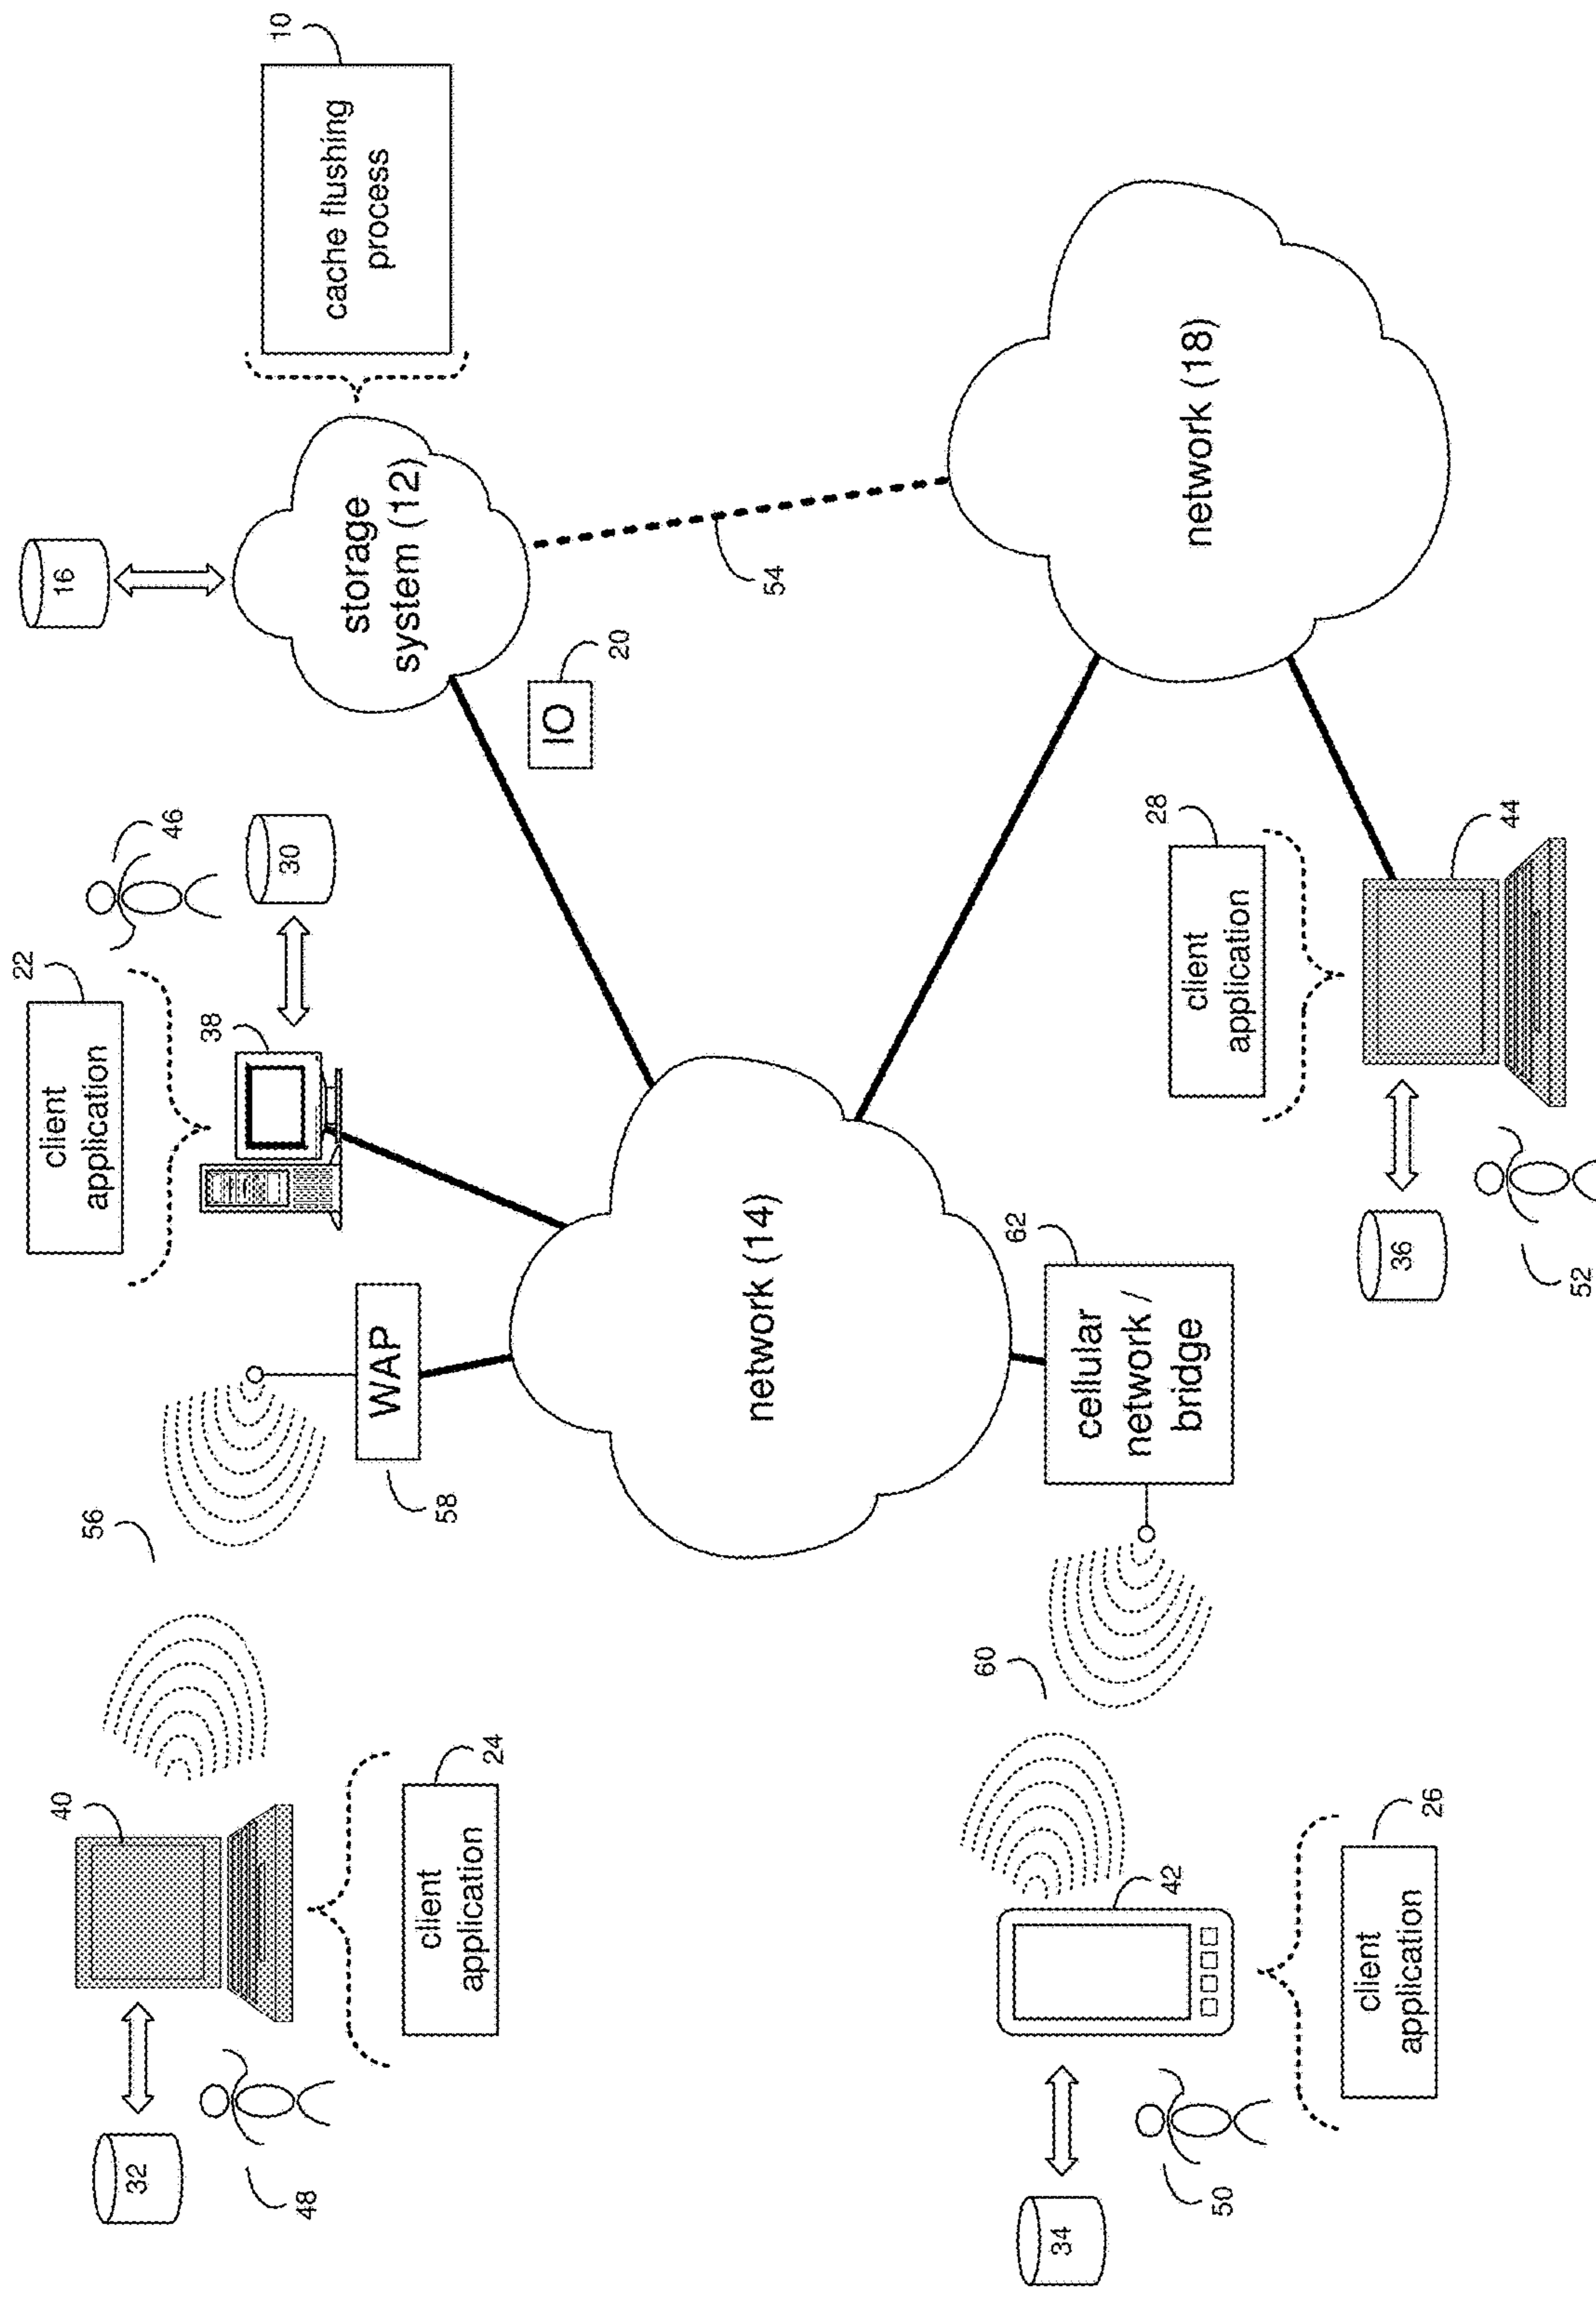 10
cache flushing
process
16
storage
system (12)
54
IO
20
network (18)
46
30
22
client
application
38
28
client
application
44
36
52
56
WAP
58
network (14)
62
cellular
network /
bridge
60
40
32
48
24
client
application
42
34
50
26
client
application